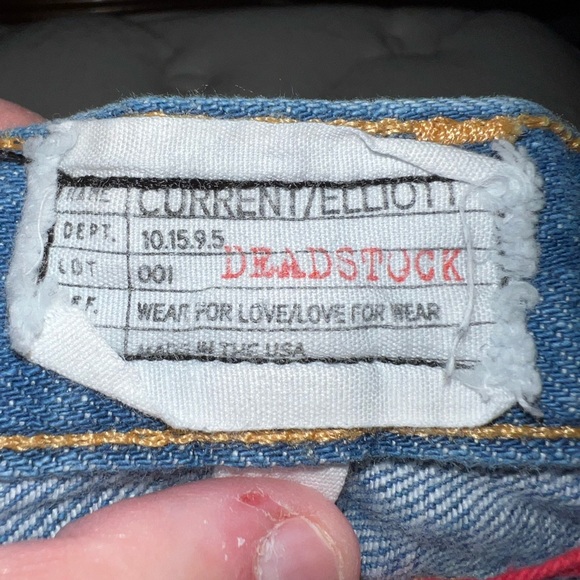 NAME CURRENT/ELLIOTT
DEPT. 10.15.9.5
LOT 001 DEADSTOCK
WEAR FOR LOVE/LOVE FOR WEAR
MADE IN THE USA